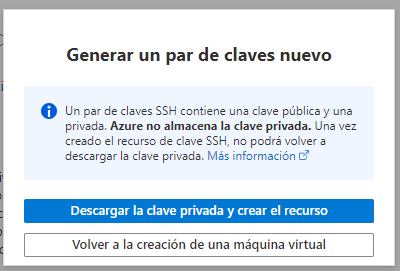 Generar un par de claves nuevo
Un par de claves SSH contiene una clave pública y una
privada. Azure no almacena la clave privada. Una vez
creado el recurso de clave SSH, no podrá volver a
descargar la clave privada. Más información
Descargar la clave privada y crear el recurso
Volver a la creación de una máquina virtual